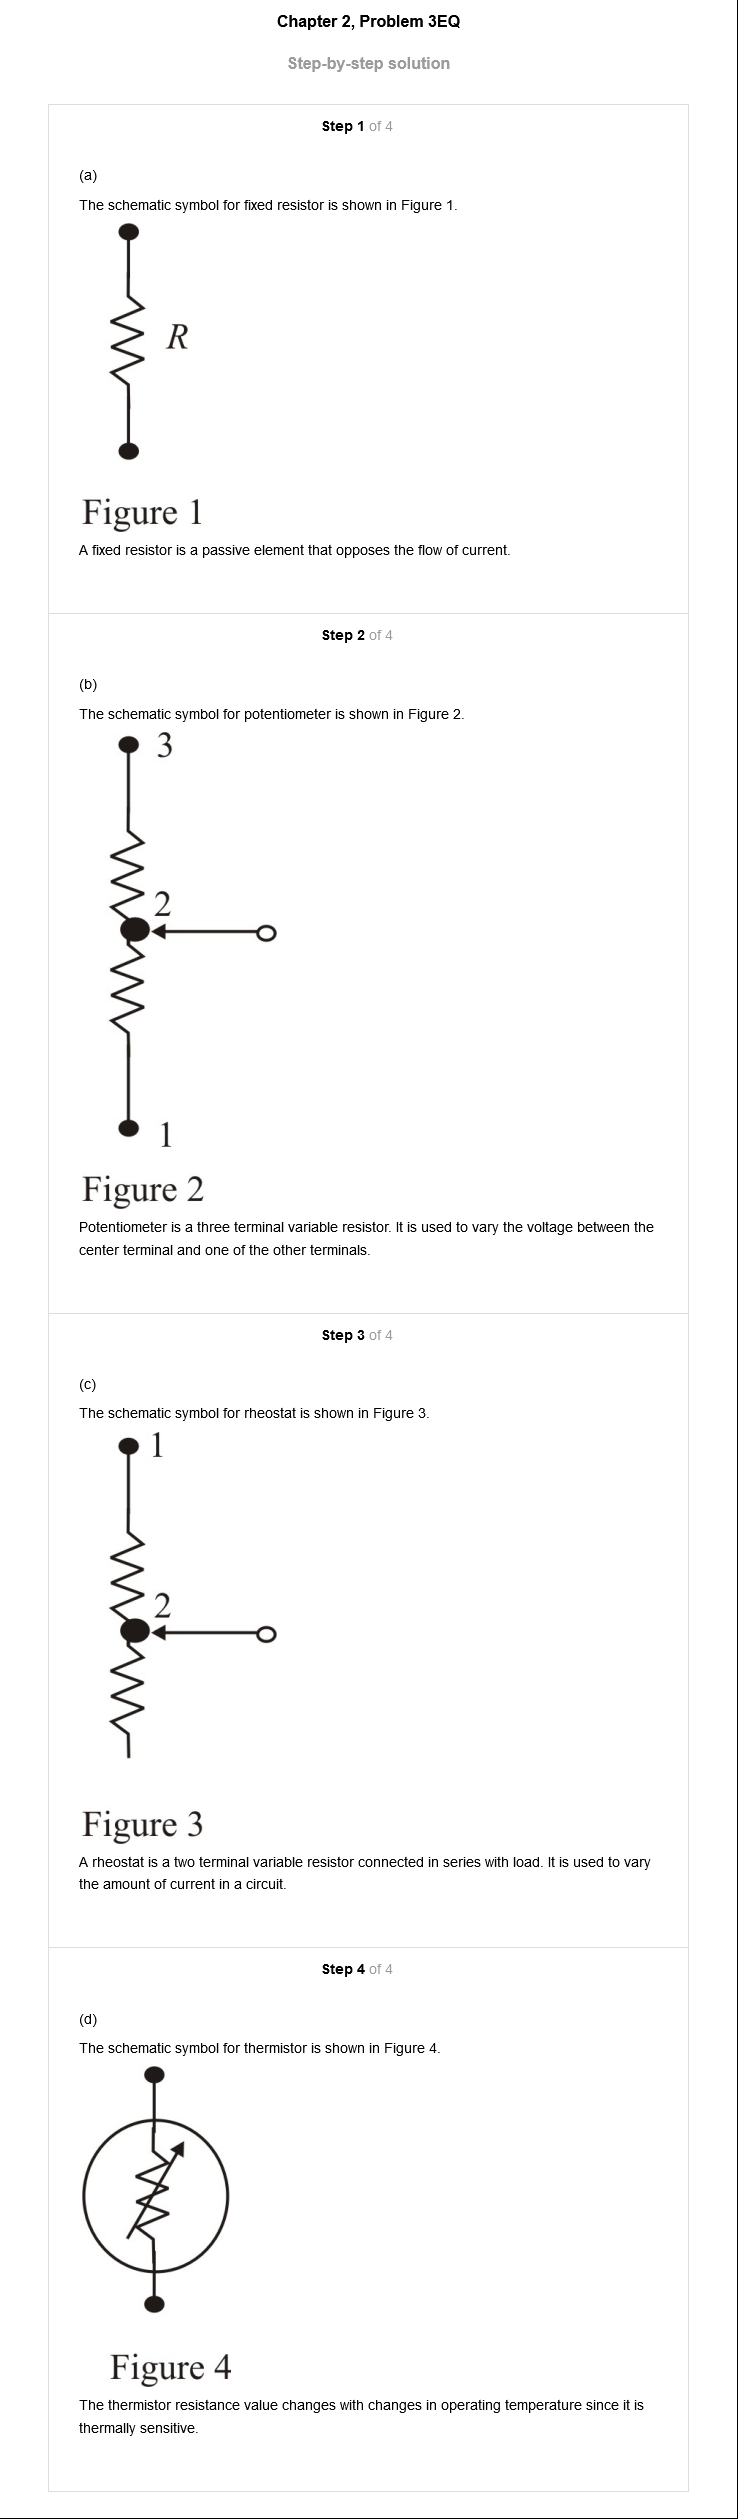 Chapter 2, Problem 3EQ
Step-by-step solution
Step 1 of 4
(a)
The schematic symbol for fixed resistor is shown in Figure 1.
R
Figure 1
A fixed resistor is a passive element that opposes the flow of current.
Step 2 of 4
(b)
The schematic symbol for potentiometer is shown in Figure 2.
3
2
1
Figure 2
Potentiometer is a three terminal variable resistor. It is used to vary the voltage between the
center terminal and one of the other terminals.
Step 3 of 4
(c)
The schematic symbol for rheostat is shown in Figure 3.
1
2
Figure 3
A rheostat is a two terminal variable resistor connected in series with load. It is used to vary
the amount of current in a circuit.
Step 4 of 4
(d)
The schematic symbol for thermistor is shown in Figure 4.
Figure 4
The thermistor resistance value changes with changes in operating temperature since it is
thermally sensitive.